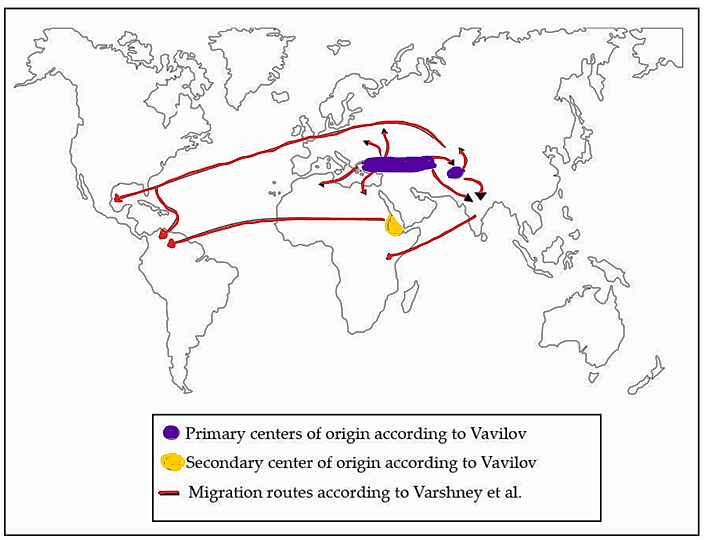 Primary centers of origin according to Vavilov
Secondary center of origin according to Vavilov
Migration routes according to Varshney et al.